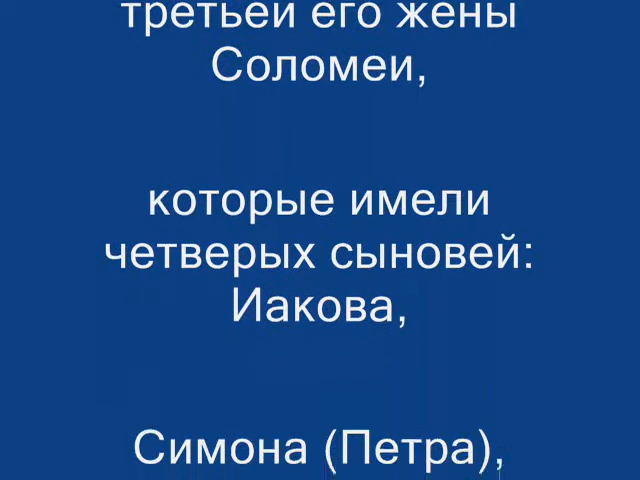 третьей его жены
Соломеи,
которые имели
четверых сыновей:
Иакова,
Симона (Петра),